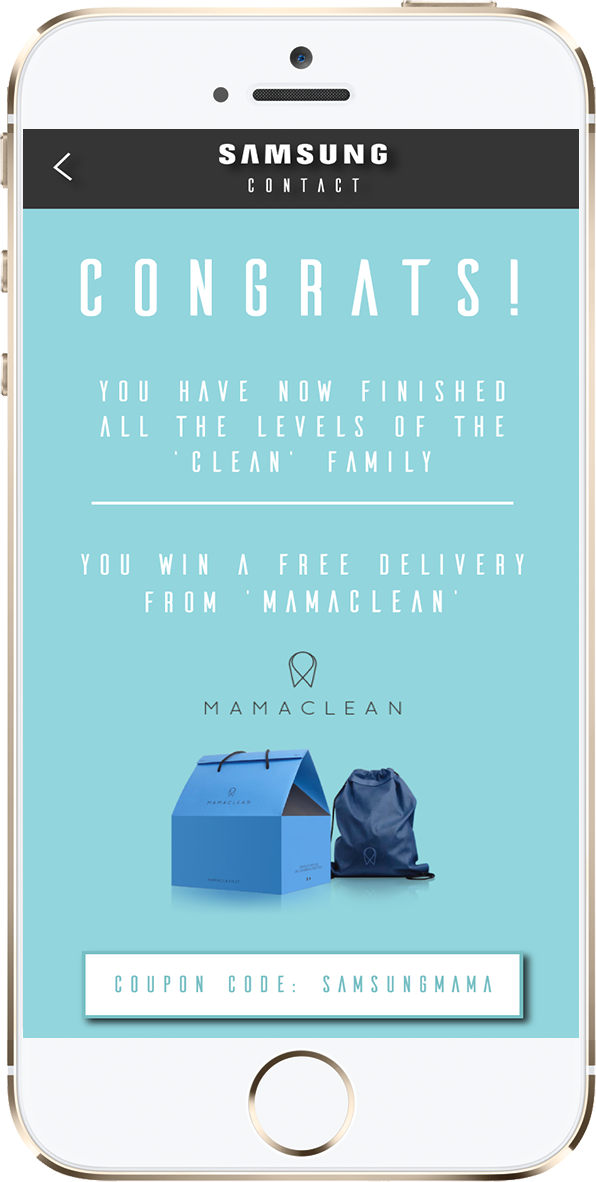 SAMSUNG
CONTACT
CONGRATS!
YOU HAVE NOW FINISHED
ALL THE LEVELS OF THE
'CLEAN' FAMILY
YOU WIN A FREE DELIVERY
FROM 'MAMACLEAN'
MAMACLEAN
MAMACLEAN
COUPON CODE: SAMSUNGMAMA